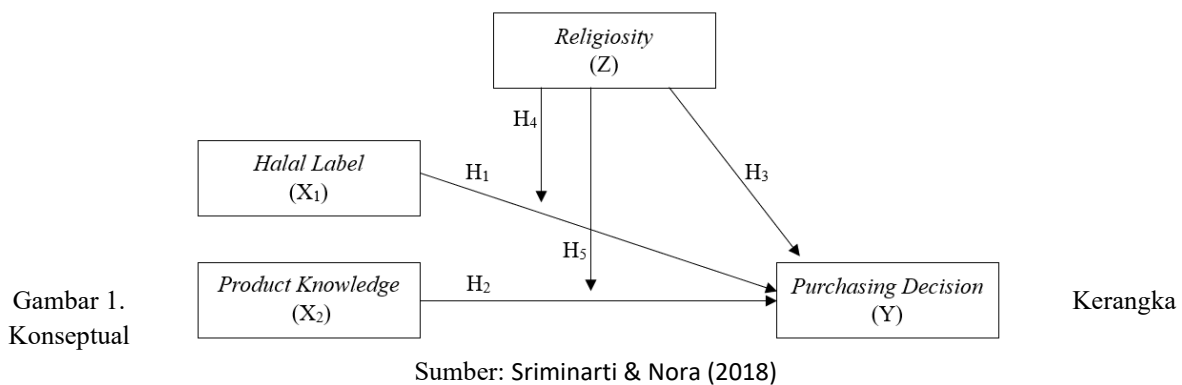 Religiosity
(Z)
H₄
Halal Label
(X₁)
H₁
H₃
H₅
Product Knowledge
(X₂)
H₂
Purchasing Decision
(Y)
Gambar 1. Kerangka
Konseptual
Sumber: Sriminarti & Nora (2018)